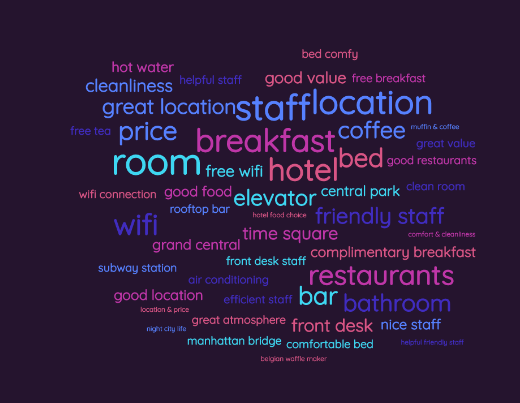 bed comfy
hot water
helpful staff
good value
free breakfast
cleanliness
great location
staff
location
free tea
price
breakfast
coffee
muffin & coffee
great value
room
free wifi
hotel
bed
good restaurants
wifi connection
good food
elevator
central park
clean room
rooftop bar
hotel food choice
friendly staff
wifi
time square
comfort & cleanliness
grand central
front desk staff
complimentary breakfast
subway station
air conditioning
restaurants
good location
efficient staff
bar
bathroom
location & price
great atmosphere
front desk
nice staff
night city life
manhattan bridge
comfortable bed
helpful friendly staff
belgian waffle maker